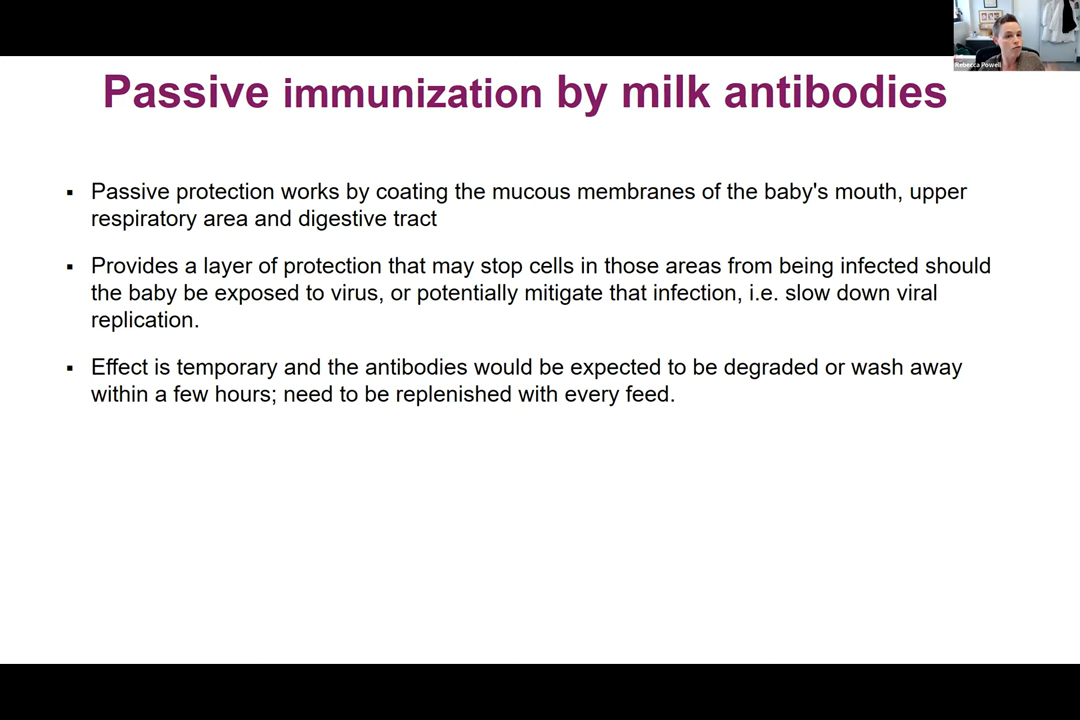 Rebecca Powell
Passive immunization by milk antibodies
▪ Passive protection works by coating the mucous membranes of the baby's mouth, upper
respiratory area and digestive tract
▪ Provides a layer of protection that may stop cells in those areas from being infected should
the baby be exposed to virus, or potentially mitigate that infection, i.e. slow down viral
replication.
▪ Effect is temporary and the antibodies would be expected to be degraded or wash away
within a few hours; need to be replenished with every feed.